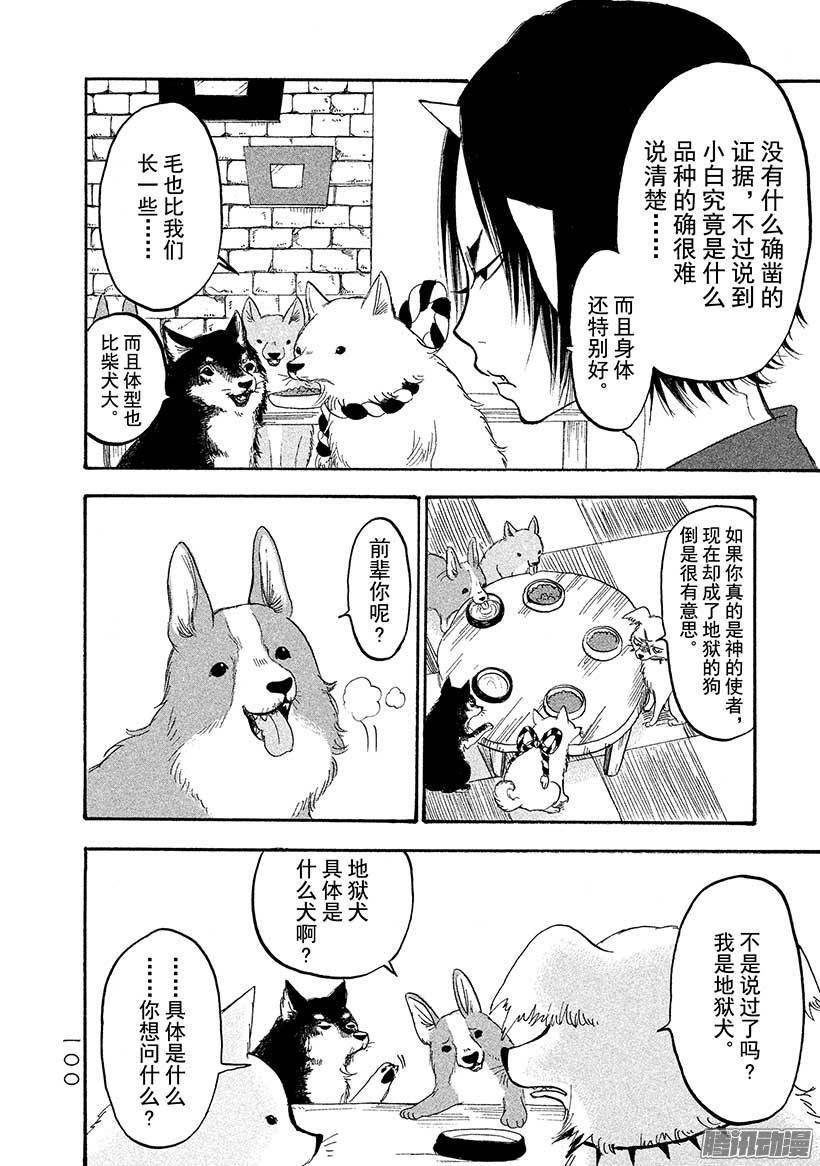 没有什么确凿的
证据，不过说到
小白究竟是什么
品种的确很难
说清楚……
而且身体
还特别好。
毛也比我们
长一些……
而且体型也
比柴犬大。
如果你真的是神的使者，
现在却成了地狱的狗
倒是很有意思。
前辈你呢？
不是说过了吗？
我是地狱犬。
地狱犬
具体是
什么犬啊？
……具体是什么
……你想问什么？
100
腾讯动漫